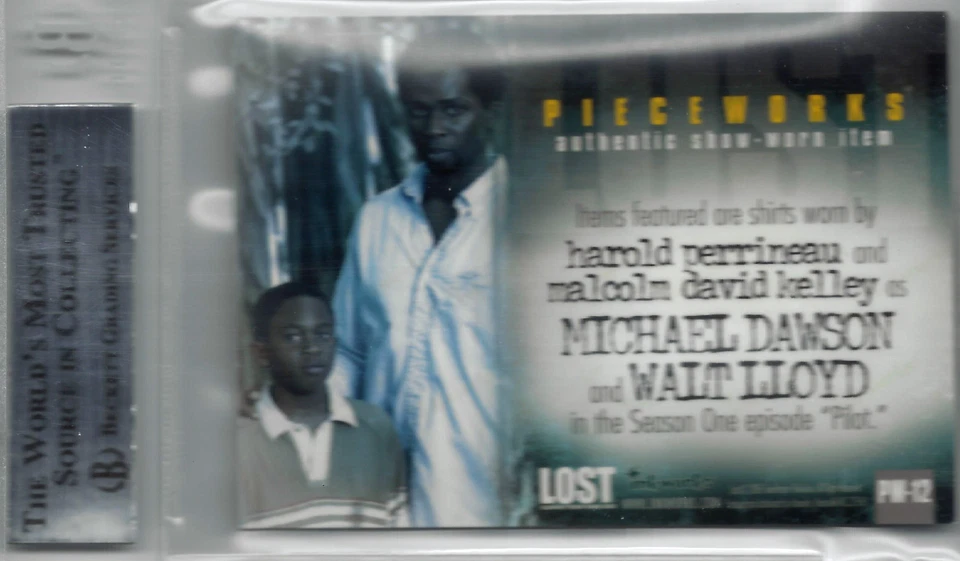 THE WORLD'S MOST TRUSTED
SOURCE IN COLLECTING
BECKETT GRADING SERVICES
PIECEWORKS
authentic show-worn item
Items featured are shirts worn by
harold perrineau and
malcolm david kelley as
MICHAEL DAWSON
and WALT LLOYD
in the Season One episode "Pilot."
LOST
inkworks
PW-12